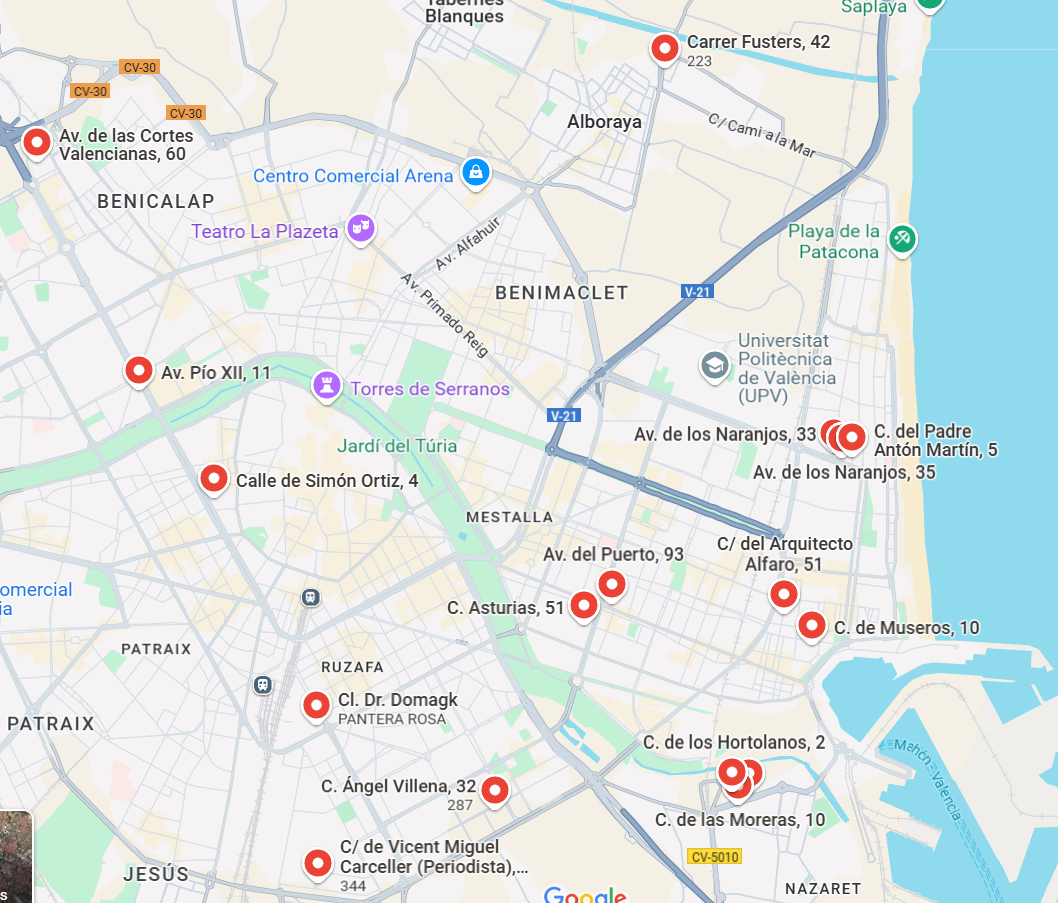 Tabernes
Blanques
Saplaya
Carrer Fusters, 42
223
CV-30
CV-30
CV-30
Alboraya
C/ Camí a la Mar
Av. de las Cortes
Valencianas, 60
Centro Comercial Arena
BENICALAP
Teatro La Plazeta
Av. Alfahuir
Playa de la
Patacona
Av. Primado Reig
BENIMACLET
V-21
Universitat
Politècnica
de València
(UPV)
Av. Pío XII, 11
Torres de Serranos
V-21
Jardí del Túria
Av. de los Naranjos, 33
C. del Padre
Antón Martín, 5
Av. de los Naranjos, 35
Calle de Simón Ortiz, 4
MESTALLA
Av. del Puerto, 93
C/ del Arquitecto
Alfaro, 51
omercial
ia
C. Asturias, 51
C. de Museros, 10
PATRAIX
RUZAFA
Cl. Dr. Domagk
PANTERA ROSA
PATRAIX
C. de los Hortolanos, 2
Mahón-Valencia
C. Ángel Villena, 32
287
C. de las Moreras, 10
C/ de Vicent Miguel
Carceller (Periodista),...
344
CV-5010
JESÚS
NAZARET
s
Google